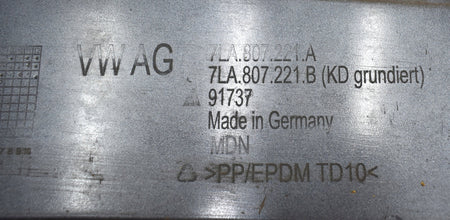 VW AG
7LA.807.221.A
7LA.807.221.B (KD grundiert)
91737
Made in Germany
MDN
>PP/EPDM TD10<